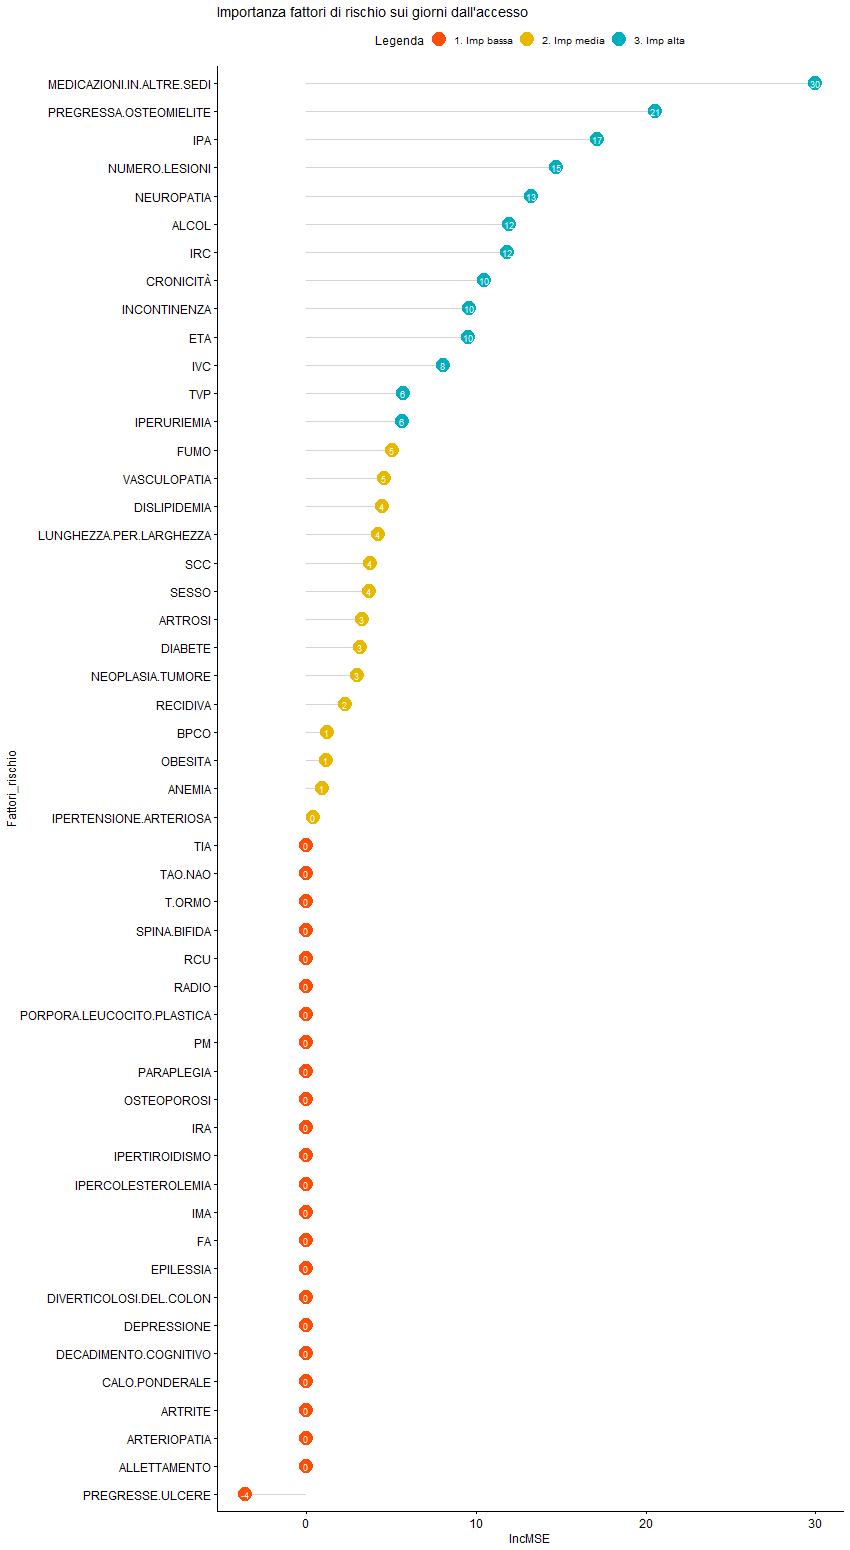 Importanza fattori di rischio sui giorni dall'accesso
Legenda 1. Imp bassa 2. Imp media 3. Imp alta
MEDICAZIONI.IN.ALTRE.SEDI 30
PREGRESSA.OSTEOMIELITE 21
IPA 17
NUMERO.LESIONI 15
NEUROPATIA 13
ALCOL 12
IRC 12
CRONICITÀ 10
INCONTINENZA 10
ETA 10
IVC 8
TVP 6
IPERURIEMIA 6
FUMO 5
VASCULOPATIA 5
DISLIPIDEMIA 4
LUNGHEZZA.PER.LARGHEZZA 4
SCC 4
SESSO 4
ARTROSI 3
DIABETE 3
NEOPLASIA.TUMORE 3
RECIDIVA 2
BPCO 1
OBESITA 1
ANEMIA 1
IPERTENSIONE.ARTERIOSA 0
TIA 0
TAO.NAO 0
T.ORMO 0
SPINA.BIFIDA 0
RCU 0
RADIO 0
PORPORA.LEUCOCITO.PLASTICA 0
PM 0
PARAPLEGIA 0
OSTEOPOROSI 0
IRA 0
IPERTIROIDISMO 0
IPERCOLESTEROLEMIA 0
IMA 0
FA 0
EPILESSIA 0
DIVERTICOLOSI.DEL.COLON 0
DEPRESSIONE 0
DECADIMENTO.COGNITIVO 0
CALO.PONDERALE 0
ARTRITE 0
ARTERIOPATIA 0
ALLETTAMENTO 0
PREGRESSE.ULCERE -4
Fattori_rischio
0 10 20 30
IncMSE